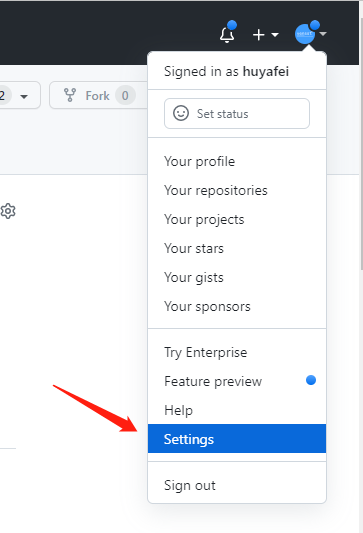 2
Fork 0
Signed in as huyafei
Set status
Your profile
Your repositories
Your projects
Your stars
Your gists
Your sponsors
Try Enterprise
Feature preview
Help
Settings
Sign out